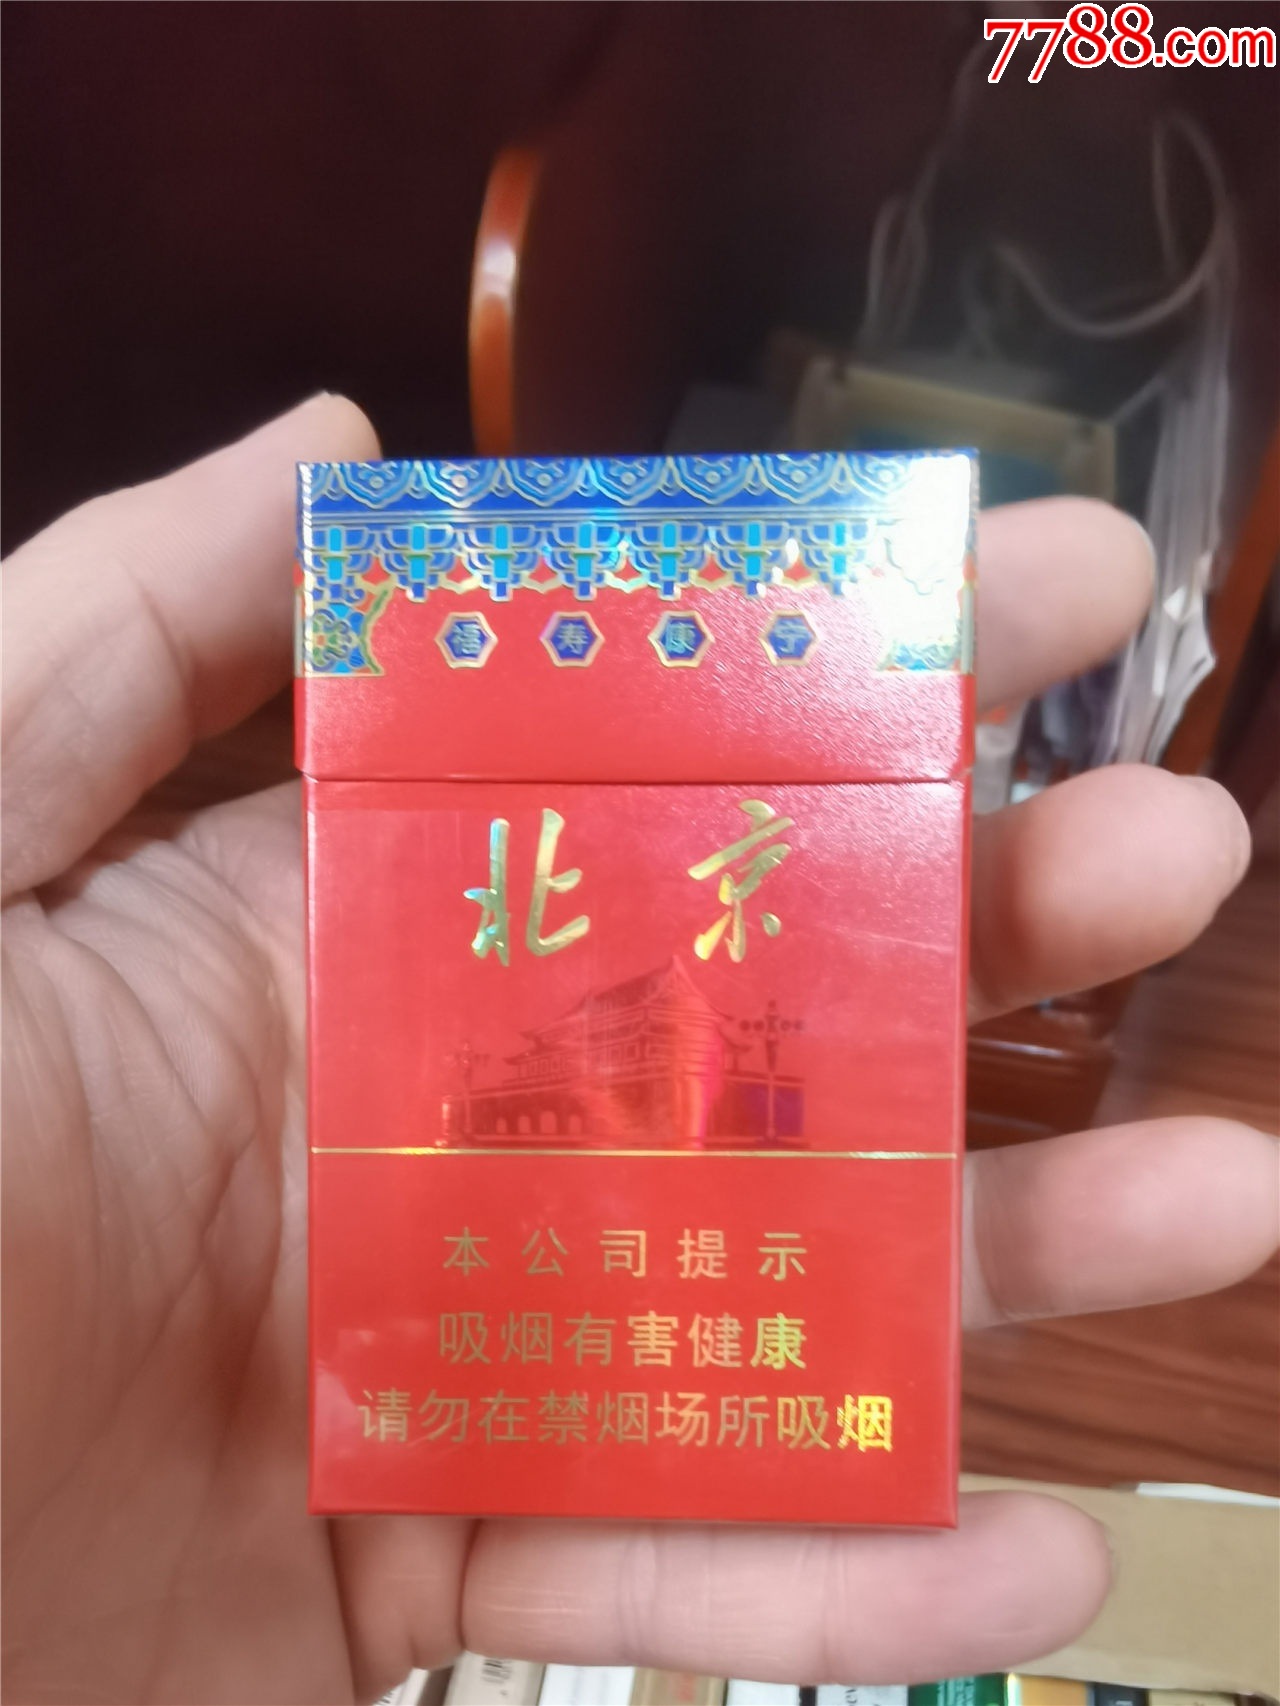 7788.com
福寿康宁
北京
本公司提示
吸烟有害健康
请勿在禁烟场所吸烟